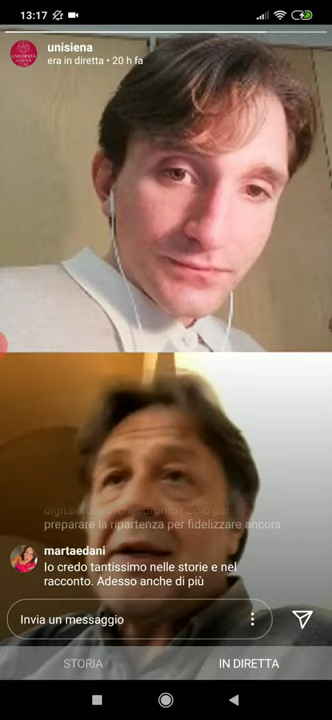 13:17
unisiena
era in diretta • 20 h fa
preparare la ripartenza per fidelizzare ancora
martaedani
Io credo tantissimo nelle storie e nel
racconto. Adesso anche di più
Invia un messaggio
STORIA IN DIRETTA